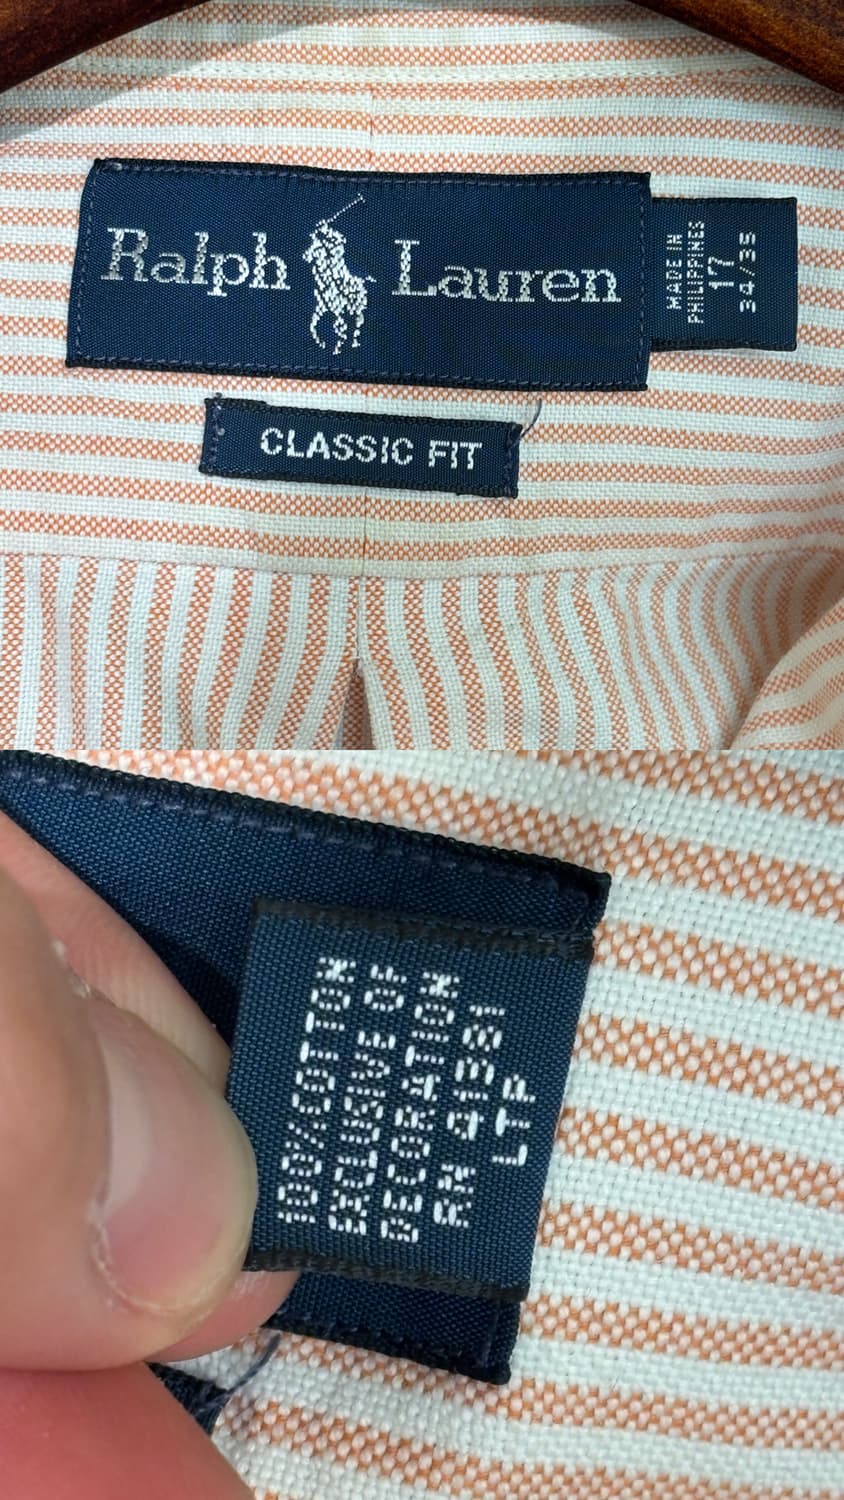 Ralph Lauren
MADE IN
PHILIPPINES
17
34/35
CLASSIC FIT
100% COTTON
EXCLUSIVE OF
DECORATION
RN 41381
LTP